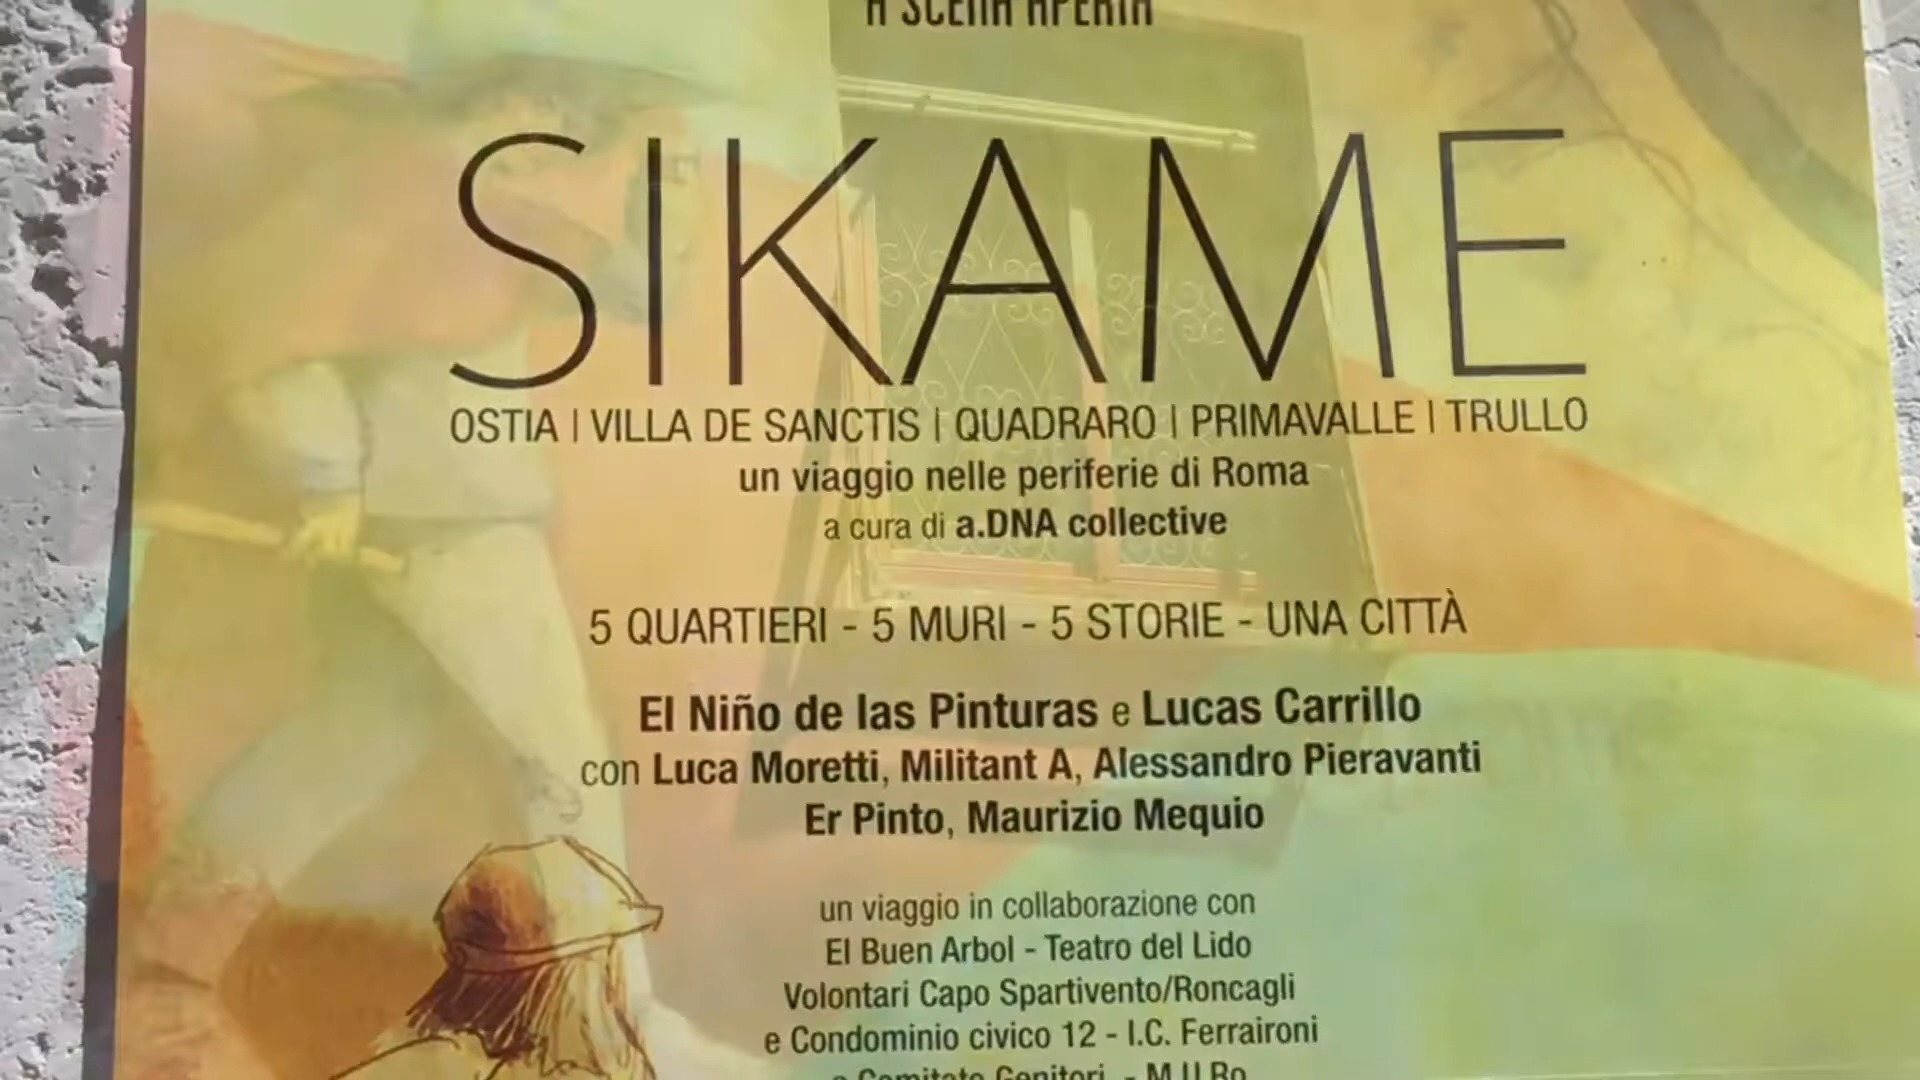 A SCENA APERTA
SIKAME
OSTIA | VILLA DE SANCTIS | QUADRARO | PRIMAVALLE | TRULLO
un viaggio nelle periferie di Roma
a cura di a.DNA collective
5 QUARTIERI - 5 MURI - 5 STORIE - UNA CITTÀ
El Niño de las Pinturas e Lucas Carrillo
con Luca Moretti, Militant A, Alessandro Pieravanti
Er Pinto, Maurizio Mequio
un viaggio in collaborazione con
El Buen Arbol - Teatro del Lido
Volontari Capo Spartivento/Roncagli
e Condominio civico 12 - I.C. Ferraironi
e Comitato Genitori - M.U.Ro